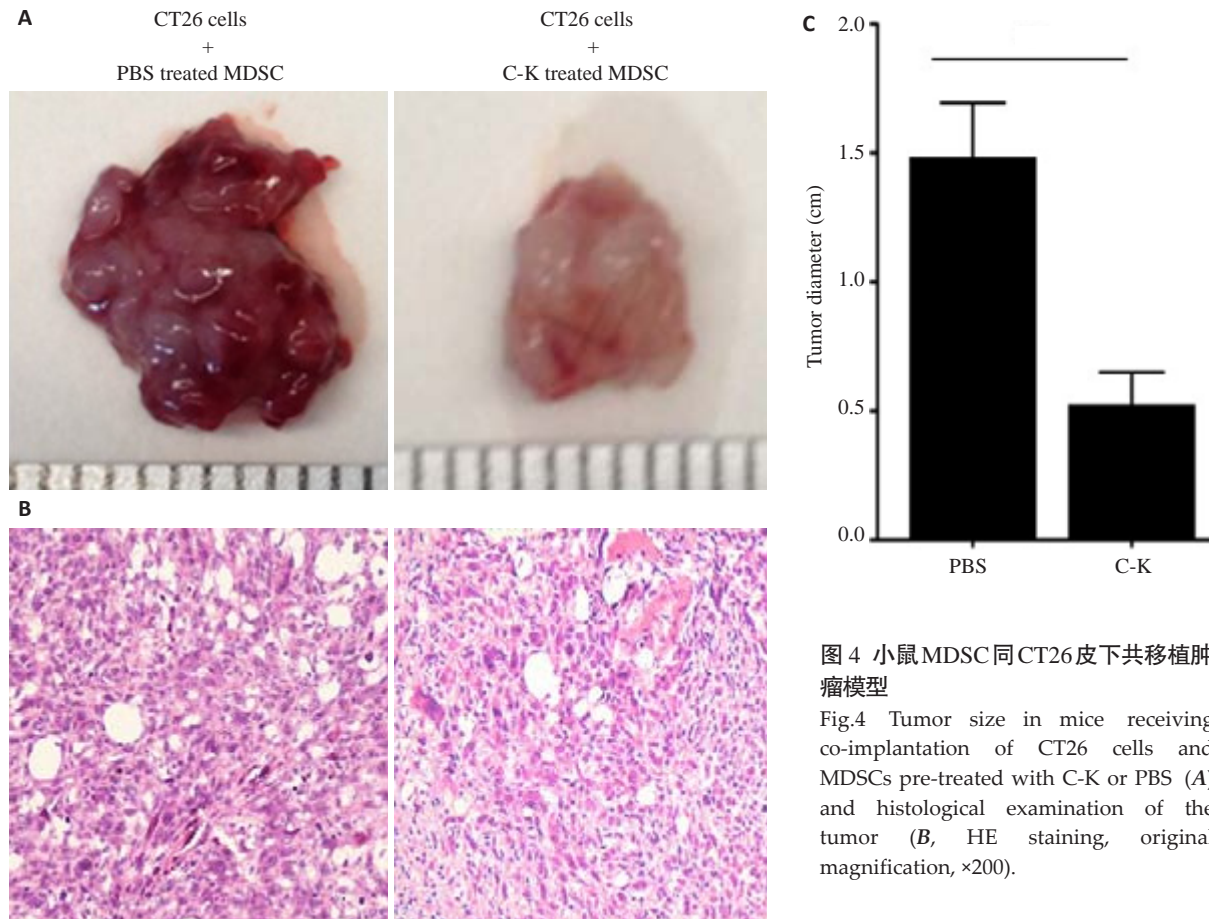 A
CT26 cells
+
PBS treated MDSC
CT26 cells
+
C-K treated MDSC
B
C
2.0
1.5
1.0
0.5
0.0
Tumor diameter (cm)
PBS
C-K
图 4 小鼠MDSC同CT26皮下共移植肿
瘤模型
Fig.4 Tumor size in mice receiving
co-implantation of CT26 cells and
MDSCs pre-treated with C-K or PBS (A)
and histological examination of the
tumor (B, HE staining, original
magnification, ×200).